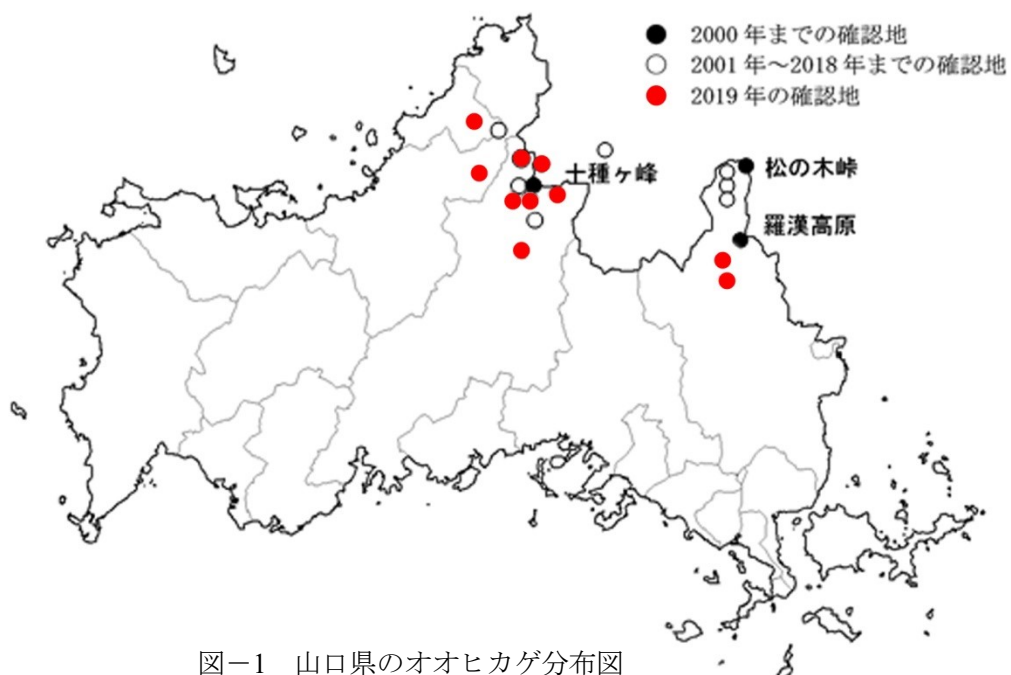 2000 年までの確認地
2001 年～2018 年までの確認地
2019 年の確認地
十種ヶ峰
松の木峠
羅漢高原
図－1 山口県のオオヒカゲ分布図